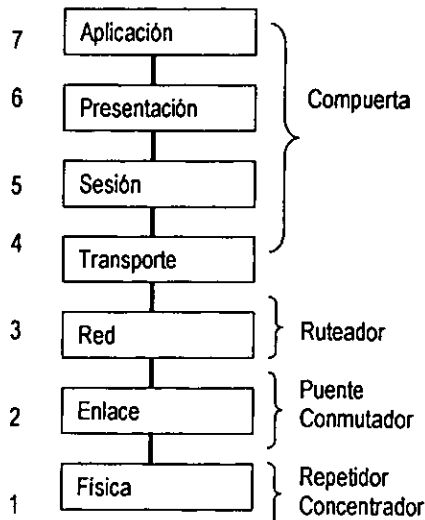 7 Aplicación
6 Presentación
Compuerta
5 Sesión
4 Transporte
3 Red
Ruteador
2 Enlace
Puente
Conmutador
1 Física
Repetidor
Concentrador